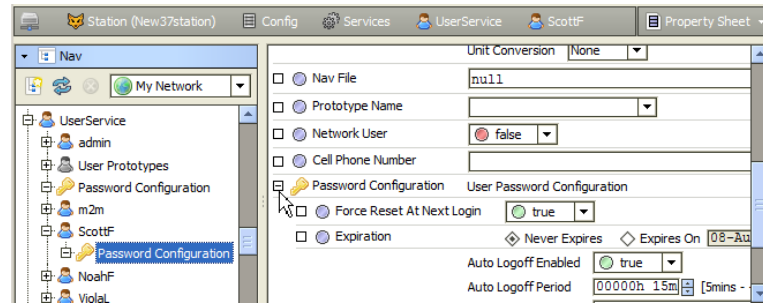 Station (New37station) Config Services UserService ScottF Property Sheet
Nav
My Network
UserService
admin
User Prototypes
Password Configuration
m2m
ScottF
Password Configuration
NoahF
ViolaL
Unit Conversion None
Nav File null
Prototype Name
Network User false
Cell Phone Number
Password Configuration User Password Configuration
Force Reset At Next Login true
Expiration Never Expires Expires On 08-Au
Auto Logoff Enabled true
Auto Logoff Period 00000h 15m [5mins -